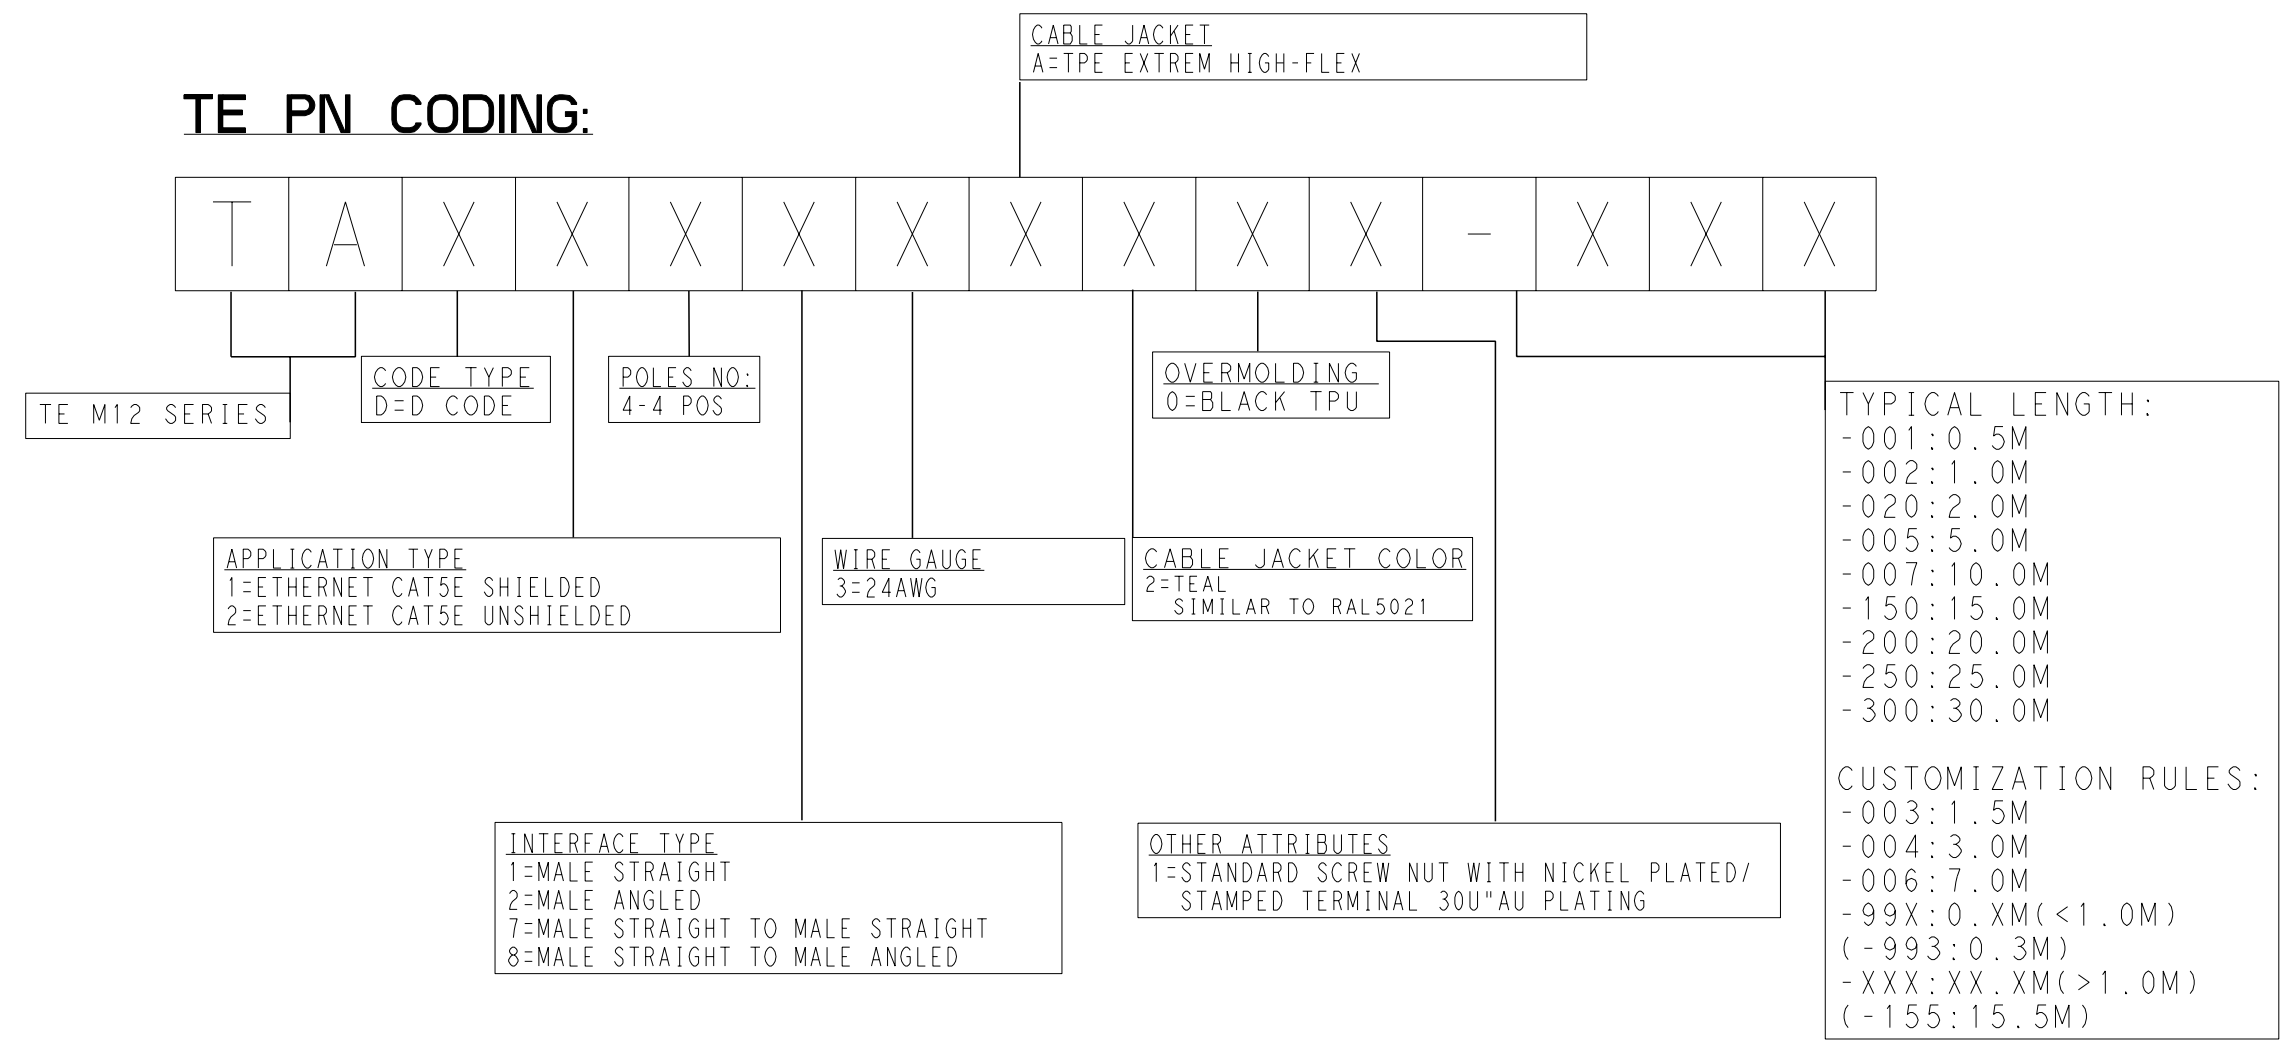 CABLE JACKET
A=TPE EXTREM HIGH-FLEX
TE PN CODING:
T A X X X X X X X X X - X X X
TE M12 SERIES
CODE TYPE
D=D CODE
POLES NO:
4-4 POS
OVERMOLDING
0=BLACK TPU
APPLICATION TYPE
1=ETHERNET CAT5E SHIELDED
2=ETHERNET CAT5E UNSHIELDED
WIRE GAUGE
3=24AWG
CABLE JACKET COLOR
2=TEAL
SIMILAR TO RAL5021
INTERFACE TYPE
1=MALE STRAIGHT
2=MALE ANGLED
7=MALE STRAIGHT TO MALE STRAIGHT
8=MALE STRAIGHT TO MALE ANGLED
OTHER ATTRIBUTES
1=STANDARD SCREW NUT WITH NICKEL PLATED/
STAMPED TERMINAL 30U"AU PLATING
TYPICAL LENGTH:
-001:0.5M
-002:1.0M
-020:2.0M
-005:5.0M
-007:10.0M
-150:15.0M
-200:20.0M
-250:25.0M
-300:30.0M
CUSTOMIZATION RULES:
-003:1.5M
-004:3.0M
-006:7.0M
-99X:0.XM(<1.0M)
(-993:0.3M)
-XXX:XX.XM(>1.0M)
(-155:15.5M)